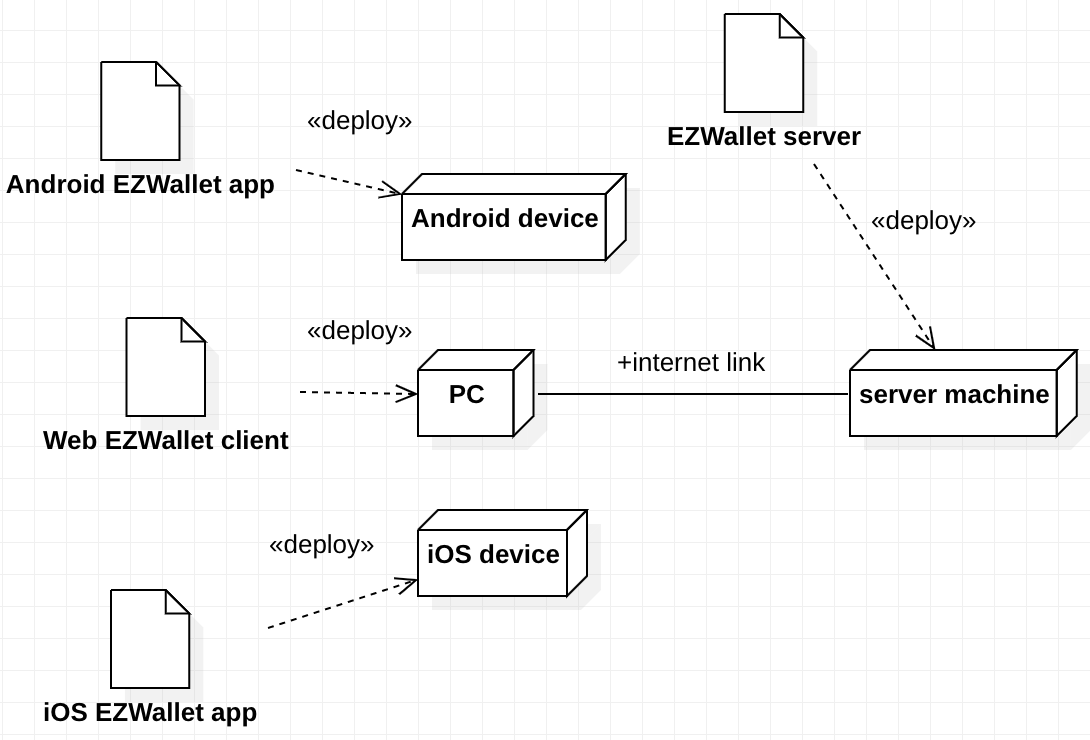 EZWallet server
«deploy»
Android EZWallet app
Android device
«deploy»
«deploy»
+internet link
PC
server machine
Web EZWallet client
«deploy»
iOS device
iOS EZWallet app